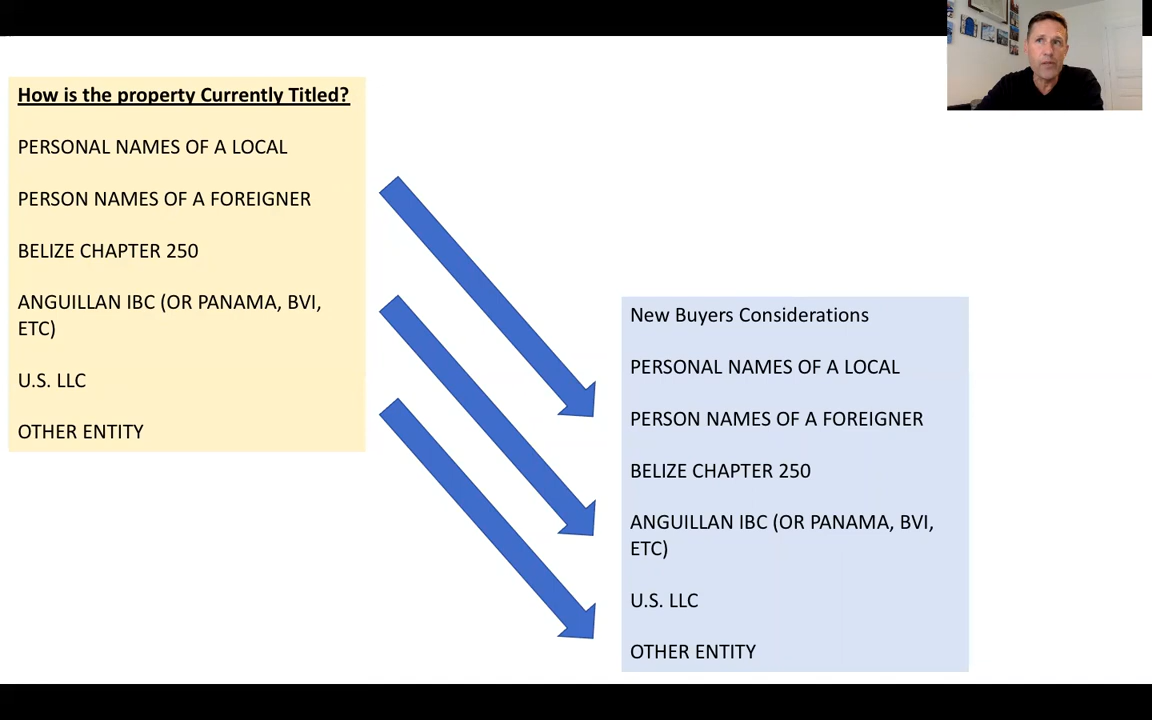 How is the property Currently Titled?
PERSONAL NAMES OF A LOCAL
PERSON NAMES OF A FOREIGNER
BELIZE CHAPTER 250
ANGUILLAN IBC (OR PANAMA, BVI,
ETC)
U.S. LLC
OTHER ENTITY
New Buyers Considerations
PERSONAL NAMES OF A LOCAL
PERSON NAMES OF A FOREIGNER
BELIZE CHAPTER 250
ANGUILLAN IBC (OR PANAMA, BVI,
ETC)
U.S. LLC
OTHER ENTITY